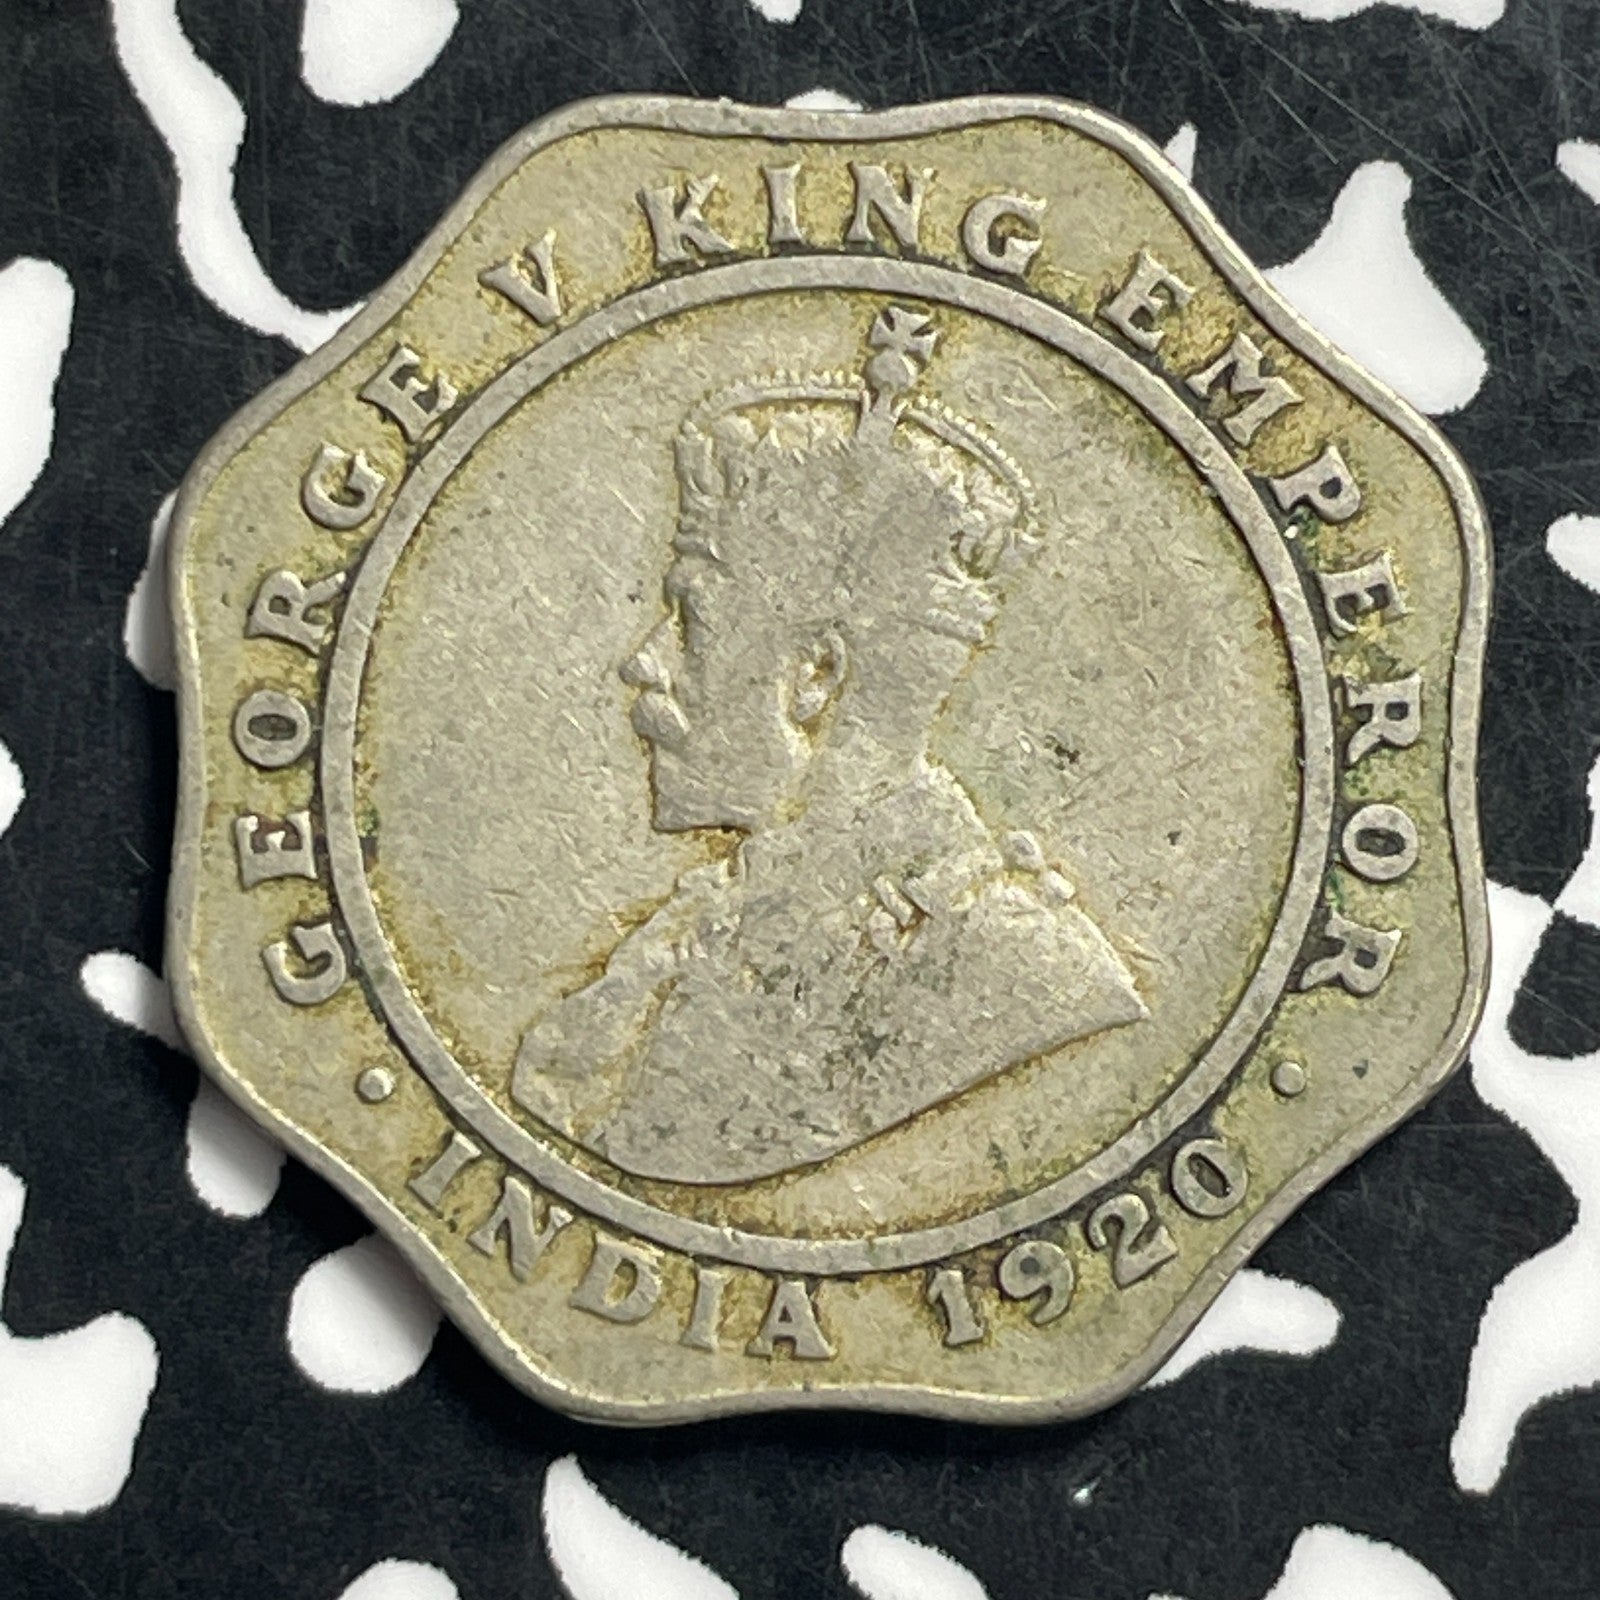 GEORGE V KING EMPEROR
· INDIA 1920 ·